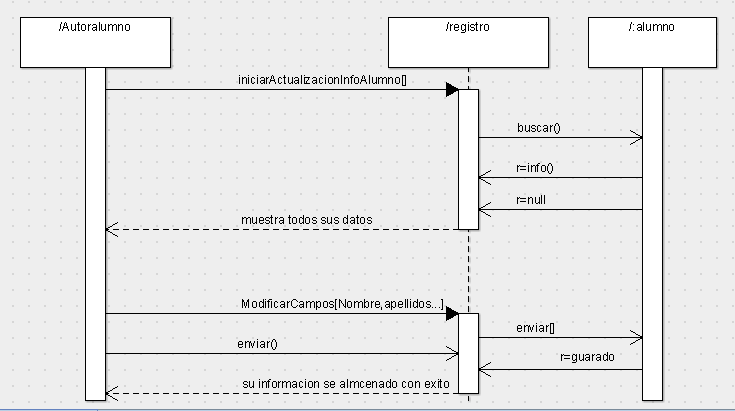 /Autoralumno
/registro
/:alumno
iniciarActualizacionInfoAlumno[]
buscar()
r=info()
r=null
muestra todos sus datos
ModificarCampos[Nombre,apellidos...]
enviar[]
enviar()
r=guarado
su informacion se almcenado con exito